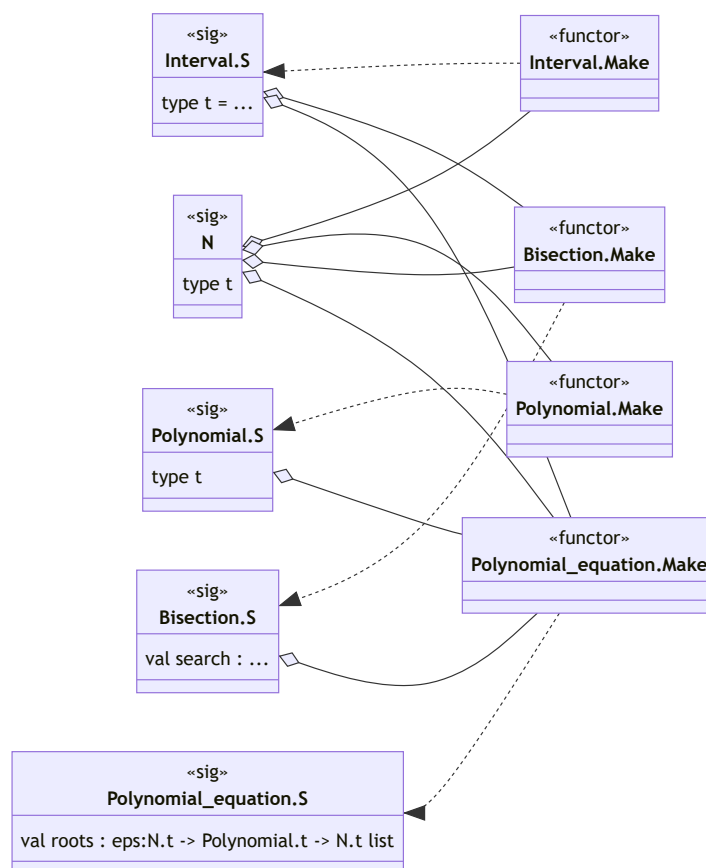 «sig»
Interval.S
type t = ...
«functor»
Interval.Make
«sig»
N
type t
«functor»
Bisection.Make
«sig»
Polynomial.S
type t
«functor»
Polynomial.Make
«functor»
Polynomial_equation.Make
«sig»
Bisection.S
val search : ...
«sig»
Polynomial_equation.S
val roots : eps:N.t -> Polynomial.t -> N.t list